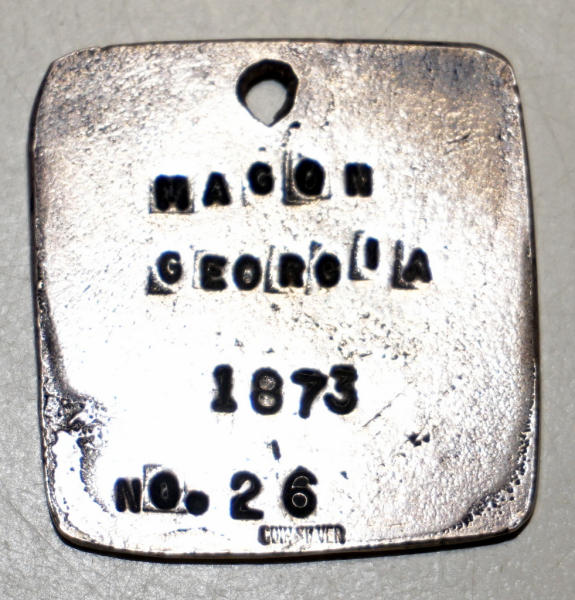 MACON
GEORGIA
1873
NO. 26
COIN SILVER